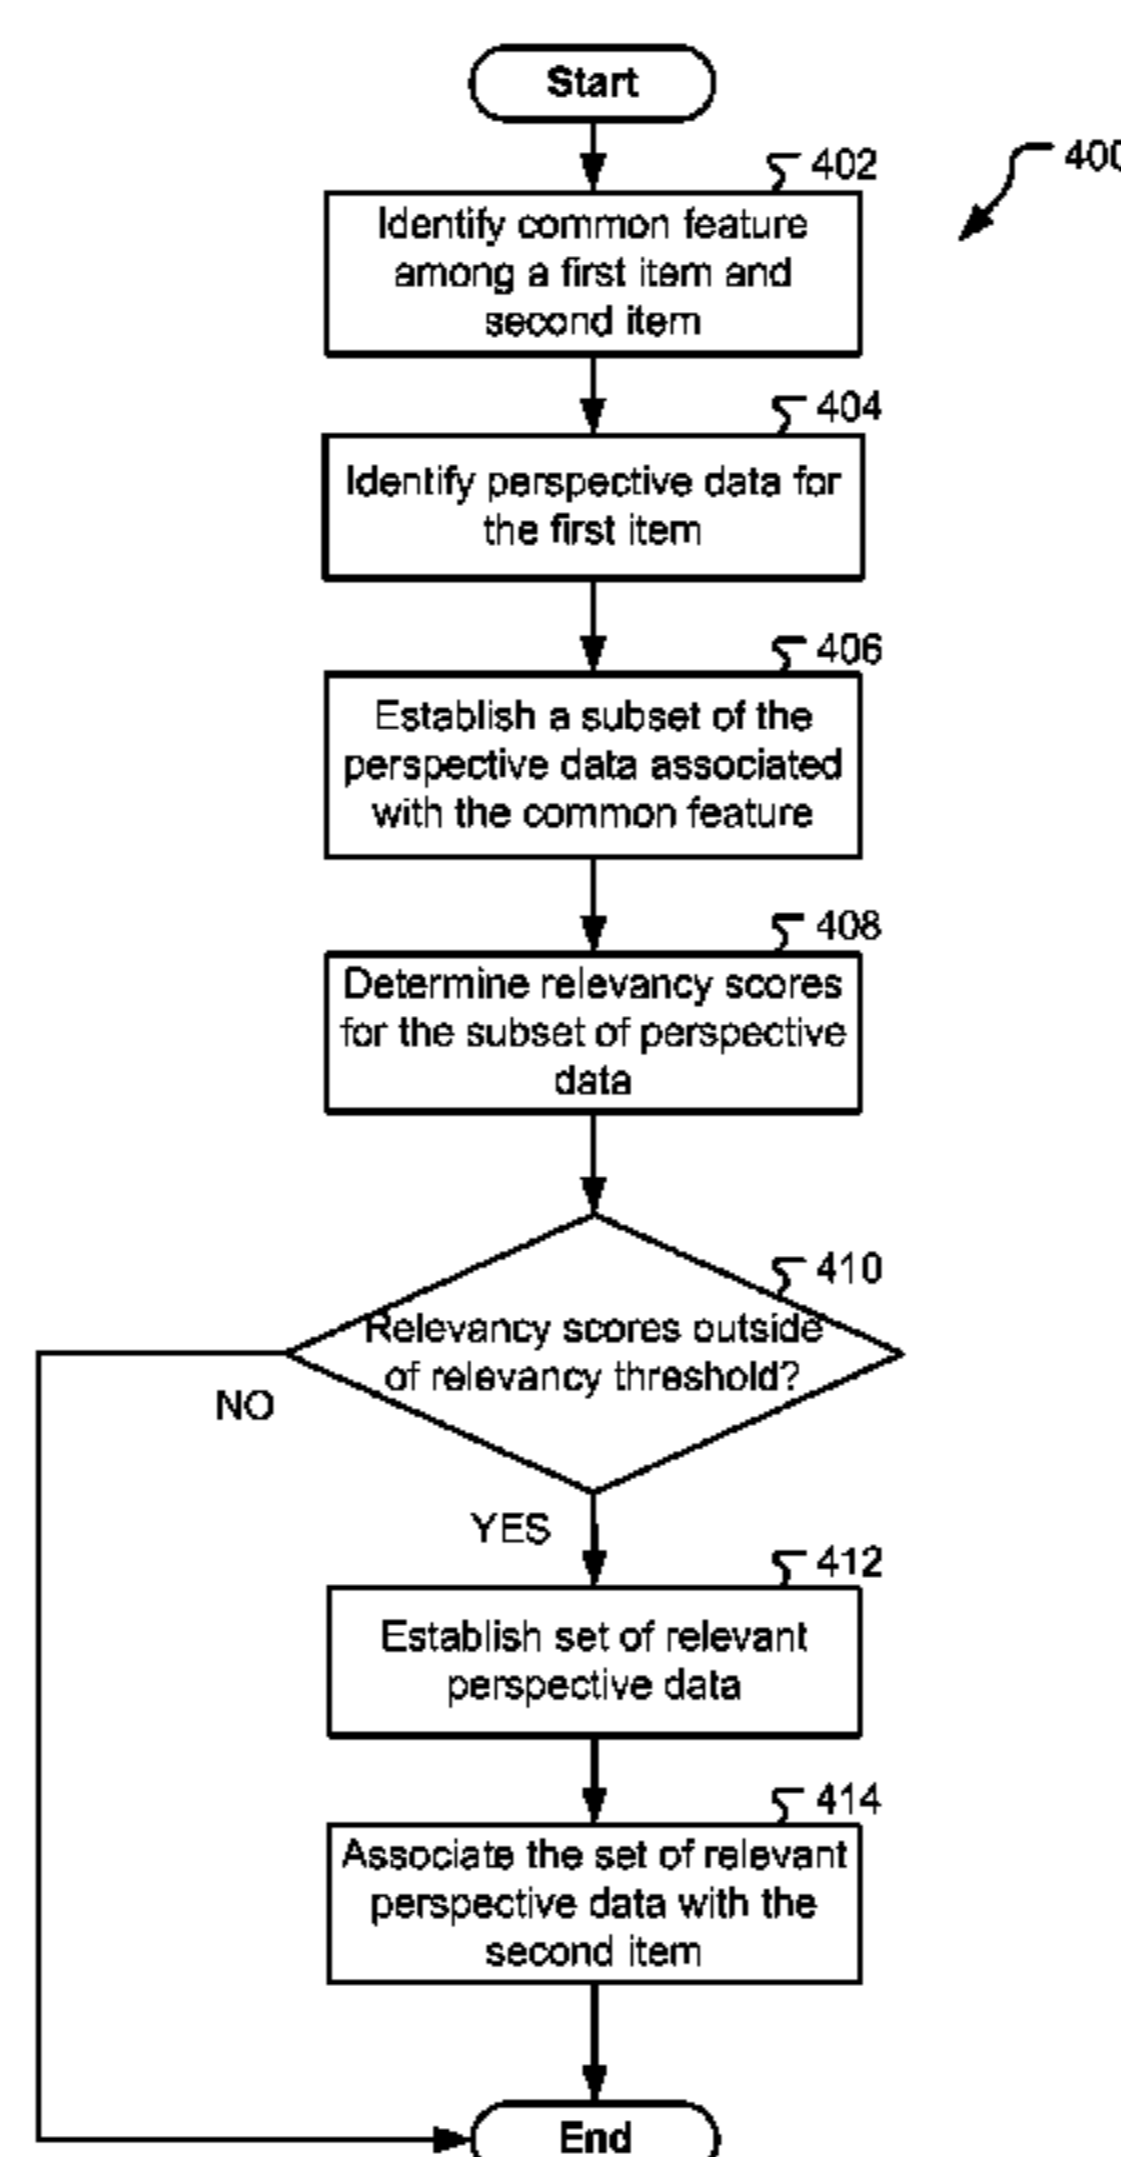 Start
402
400
Identify common feature
among a first item and
second item
404
Identify perspective data for
the first item
406
Establish a subset of the
perspective data associated
with the common feature
408
Determine relevancy scores
for the subset of perspective
data
410
Relevancy scores outside
of relevancy threshold?
NO
YES
412
Establish set of relevant
perspective data
414
Associate the set of relevant
perspective data with the
second item
End